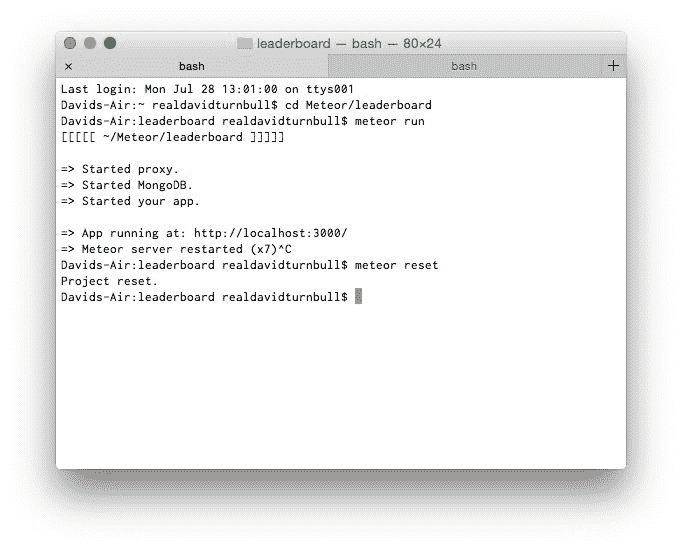 leaderboard — bash — 80×24
× bash bash +
Last login: Mon Jul 28 13:01:00 on ttys001
Davids-Air:~ realdavidturnbull$ cd Meteor/leaderboard
Davids-Air:leaderboard realdavidturnbull$ meteor run
[[[[[ ~/Meteor/leaderboard ]]]]]
=> Started proxy.
=> Started MongoDB.
=> Started your app.
=> App running at: http://localhost:3000/
=> Meteor server restarted (x7)^C
Davids-Air:leaderboard realdavidturnbull$ meteor reset
Project reset.
Davids-Air:leaderboard realdavidturnbull$